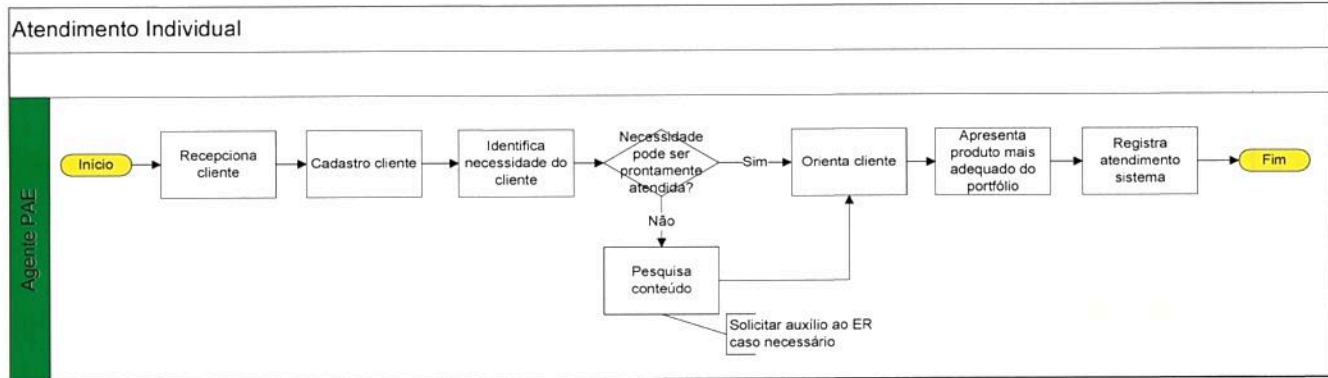 Atendimento Individual
Agente PAE
Início
Recepciona
cliente
Cadastro cliente
Identifica
necessidade do
cliente
Necessidade
pode ser
prontamente
atendida?
Sim
Orienta cliente
Apresenta
produto mais
adequado do
portfólio
Registra
atendimento
sistema
Fim
Não
Pesquisa
conteúdo
Solicitar auxílio ao ER
caso necessário